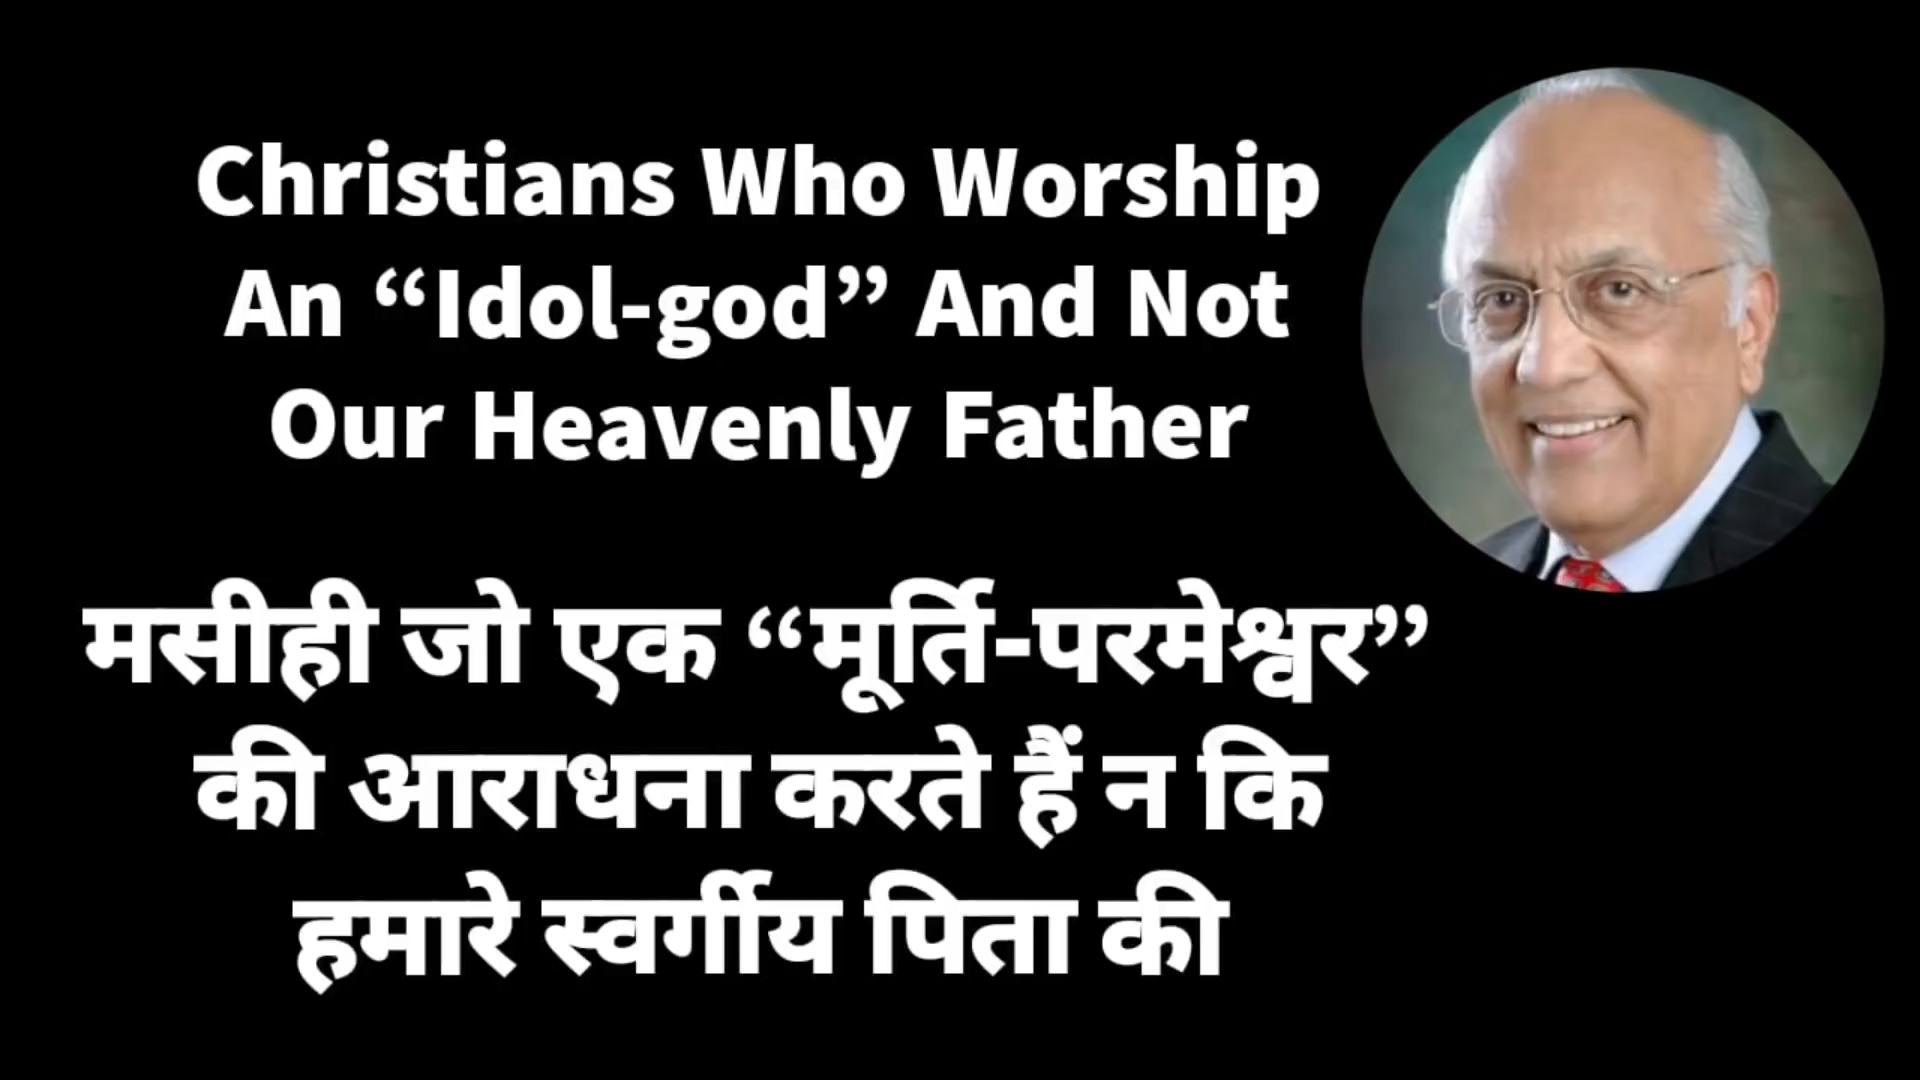 Christians Who Worship
An “Idol-god” And Not
Our Heavenly Father
मसीही जो एक “मूर्ति-परमेश्वर”
की आराधना करते हैं न कि
हमारे स्वर्गीय पिता की